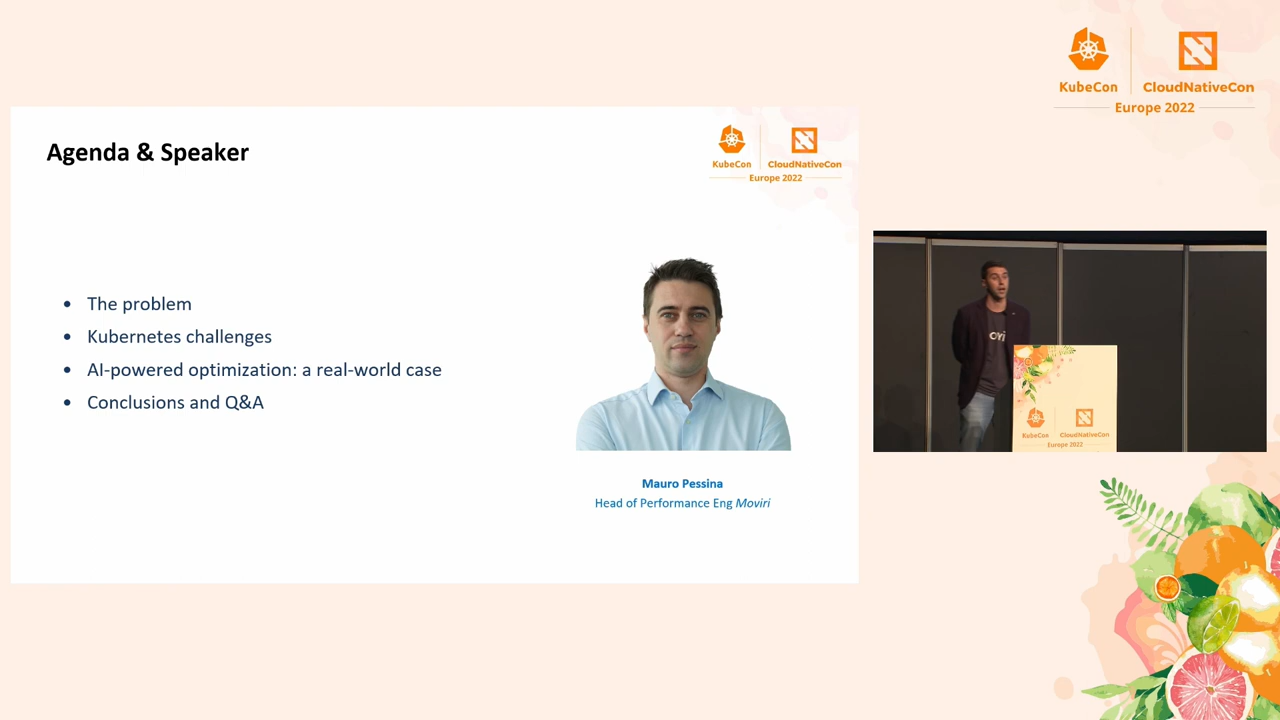 KubeCon
CloudNativeCon
Europe 2022
Agenda & Speaker
KubeCon
CloudNativeCon
Europe 2022
• The problem
• Kubernetes challenges
• AI-powered optimization: a real-world case
• Conclusions and Q&A
Mauro Pessina
Head of Performance Eng Moviri
KubeCon
CloudNativeCon
Europe 2022